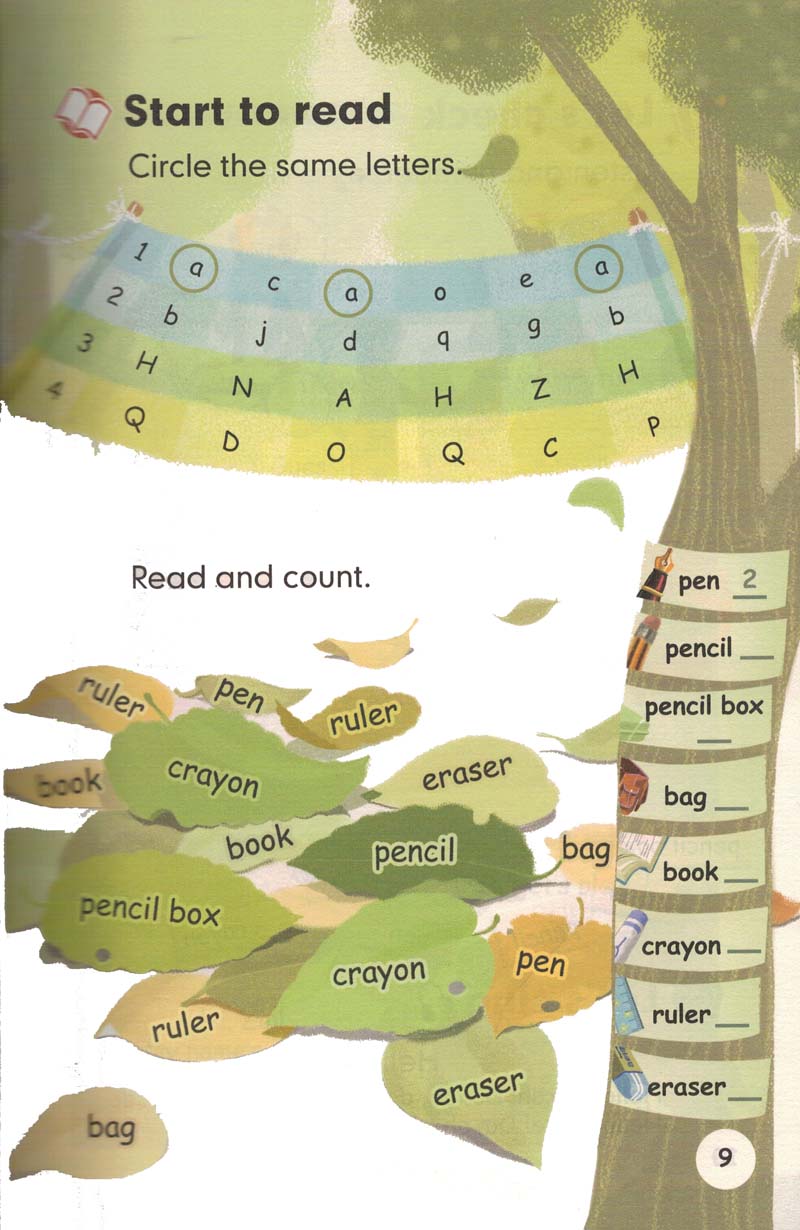 Start to read
Circle the same letters.
1 a c a o e a
2 b j d q g b
3 H N A H Z H
4 Q D O Q C P
Read and count.
pen 2
pencil
pencil box
bag
book
crayon
ruler
eraser
ruler
pen
ruler
crayon
eraser
book
book
pencil
bag
pencil box
crayon
pen
ruler
eraser
bag
9